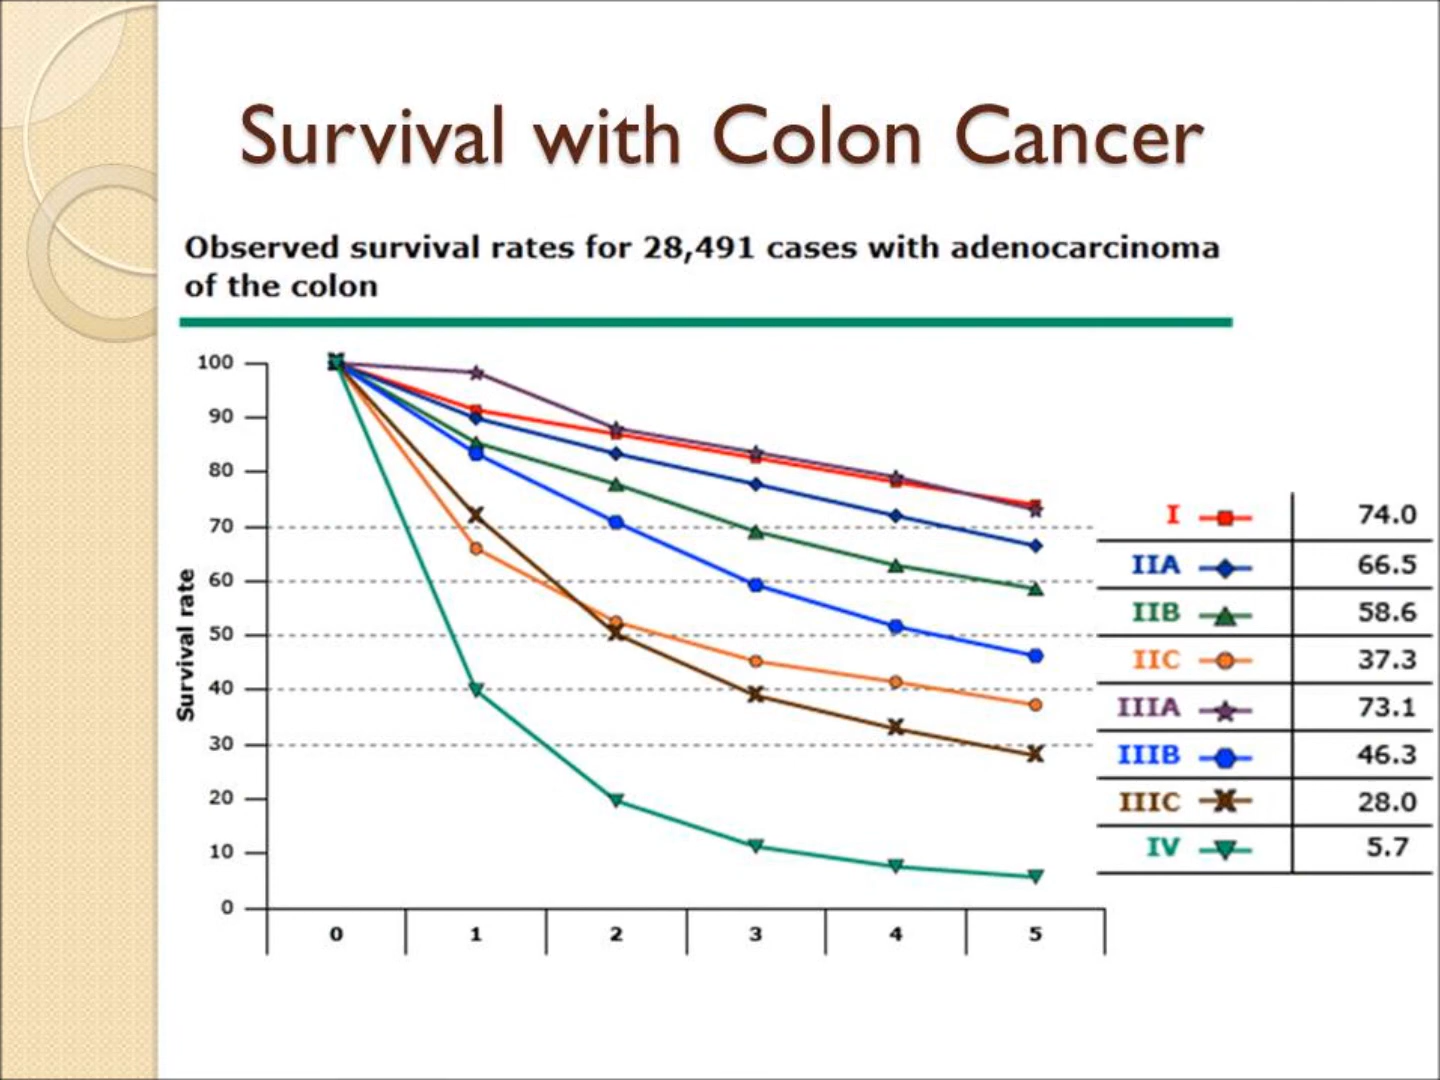 Survival with Colon Cancer
Observed survival rates for 28,491 cases with adenocarcinoma
of the colon
Survival rate
100
90
80
70
60
50
40
30
20
10
0
0 1 2 3 4 5
I 74.0
IIA 66.5
IIB 58.6
IIC 37.3
IIIA 73.1
IIIB 46.3
IIIC 28.0
IV 5.7